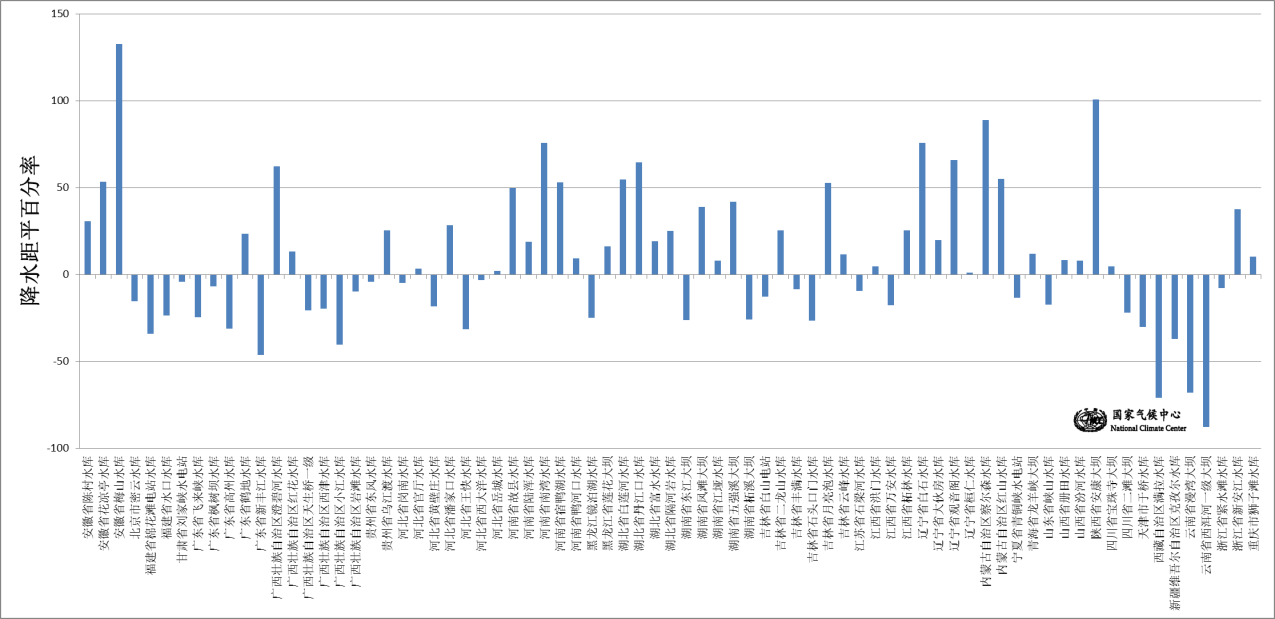 150
100
50
0
-50
-100
降水距平百分率
国家气候中心
National Climate Center
安徽省陈村水库
安徽省花凉亭水库
安徽省梅山水库
北京市密云水库
福建省棉花滩电站水库
福建省水口水库
甘肃省刘家峡水电站
广东省飞来峡水库
广东省枫树坝水库
广东省高州水库
广东省鹤地水库
广东省新丰江水库
广西壮族自治区澄碧河水库
广西壮族自治区红花水库
广西壮族自治区天生桥一级
广西壮族自治区西津水库
广西壮族自治区小江水库
广西壮族自治区岩滩水库
贵州省东风水库
贵州省乌江渡水库
河北省岗南水库
河北省官厅水库
河北省黄壁庄水库
河北省潘家口水库
河北省王快水库
河北省西大洋水库
河北省岳城水库
河南省故县水库
河南省陆浑水库
河南省南湾水库
河南省宿鸭湖水库
河南省鸭河口水库
黑龙江镜泊湖水库
黑龙江省莲花大坝
湖北省白莲河水库
湖北省丹江口水库
湖北省富水水库
湖北省隔河岩水库
湖南省东江大坝
湖南省凤滩大坝
湖南省江垭水库
湖南省五强溪大坝
湖南省柘溪大坝
吉林省白山电站
吉林省二龙山水库
吉林省丰满水库
吉林省石头口门水库
吉林省月亮泡水库
吉林省云峰水库
江苏省石梁河水库
江西省洪门水库
江西省万安水库
江西省柘林水库
辽宁省白石水库
辽宁省大伙房水库
辽宁省观音阁水库
辽宁省桓仁水库
内蒙古自治区察尔森水库
内蒙古自治区红山水库
宁夏省青铜峡水电站
青海省龙羊峡大坝
山东省峡山水库
山西省册田水库
山西省汾河水库
陕西省安康大坝
四川省宝珠寺大坝
四川省二滩大坝
天津市于桥水库
西藏自治区满拉水库
新疆维吾尔自治区克孜尔水库
云南省漫湾大坝
云南省西洱河一级大坝
浙江省紧水滩水库
浙江省新安江水库
重庆市狮子滩水库